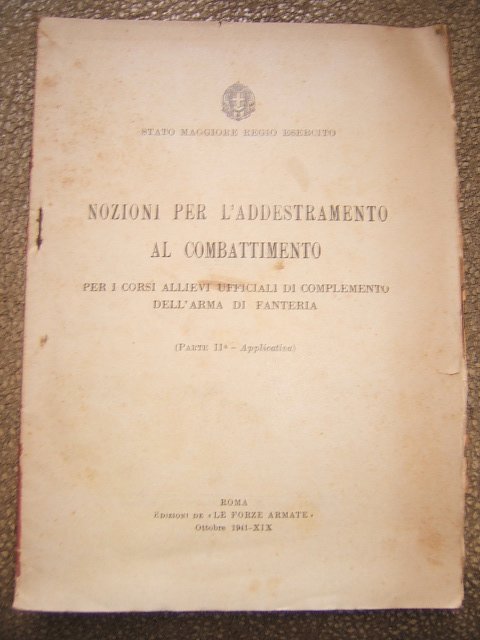 STATO MAGGIORE REGIO ESERCITO
NOZIONI PER L'ADDESTRAMENTO
AL COMBATTIMENTO
PER I CORSI ALLIEVI UFFICIALI DI COMPLEMENTO
DELL'ARMA DI FANTERIA
(PARTE IIª - Applicativa)
ROMA
EDIZIONI DE «LE FORZE ARMATE»
Ottobre 1941-XIX